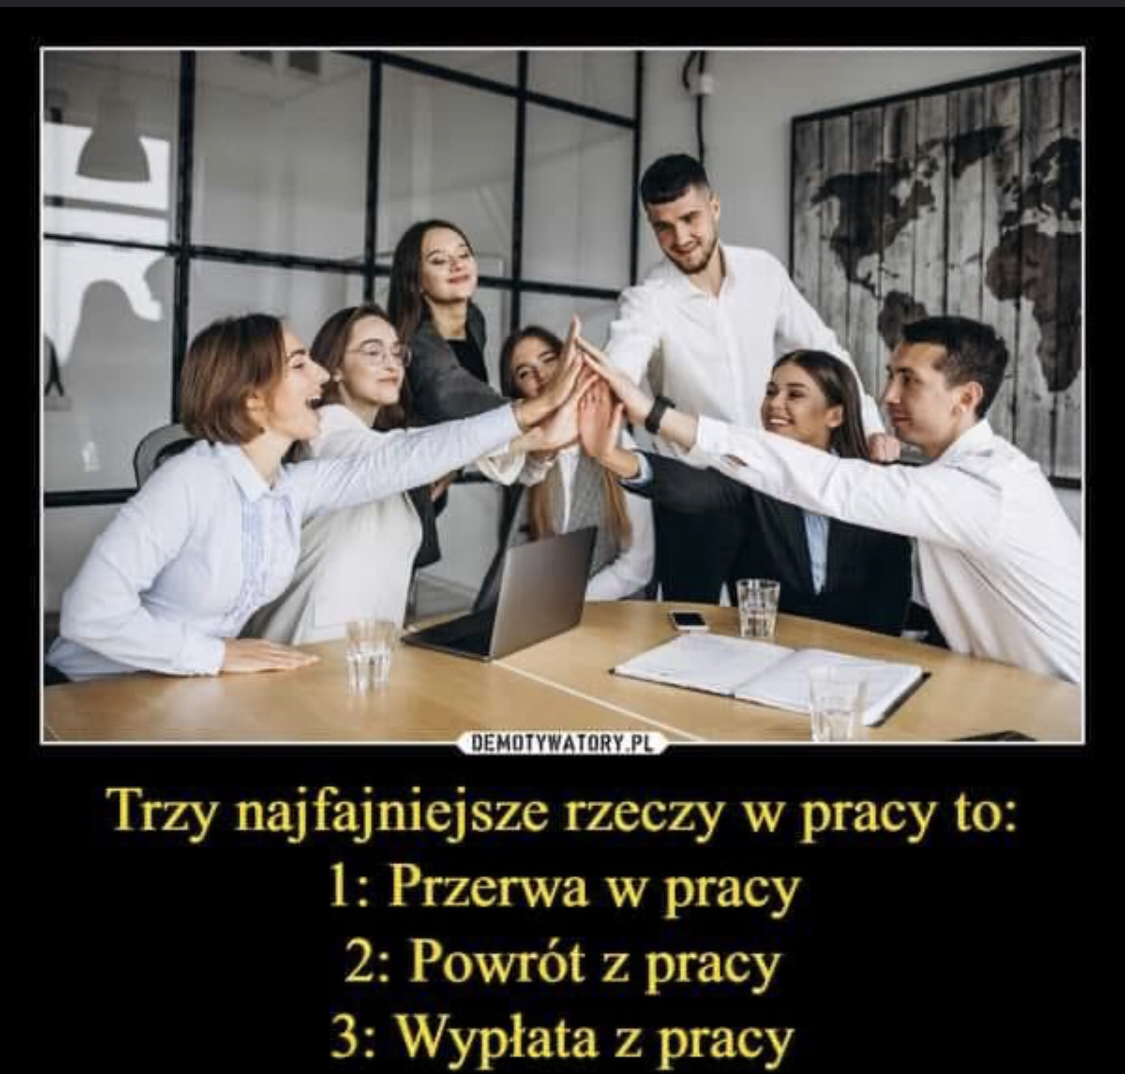 DEMOTYWATORY.PL
Trzy najfajniejsze rzeczy w pracy to:
1: Przerwa w pracy
2: Powrót z pracy
3: Wypłata z pracy